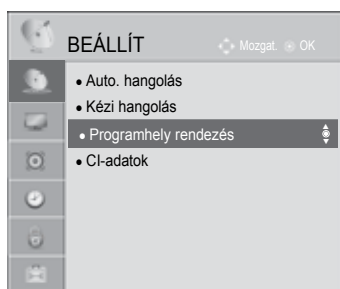 BEÁLLÍT
Mozgat. OK
• Auto. hangolás
• Kézi hangolás
• Programhely rendezés
• CI-adatok